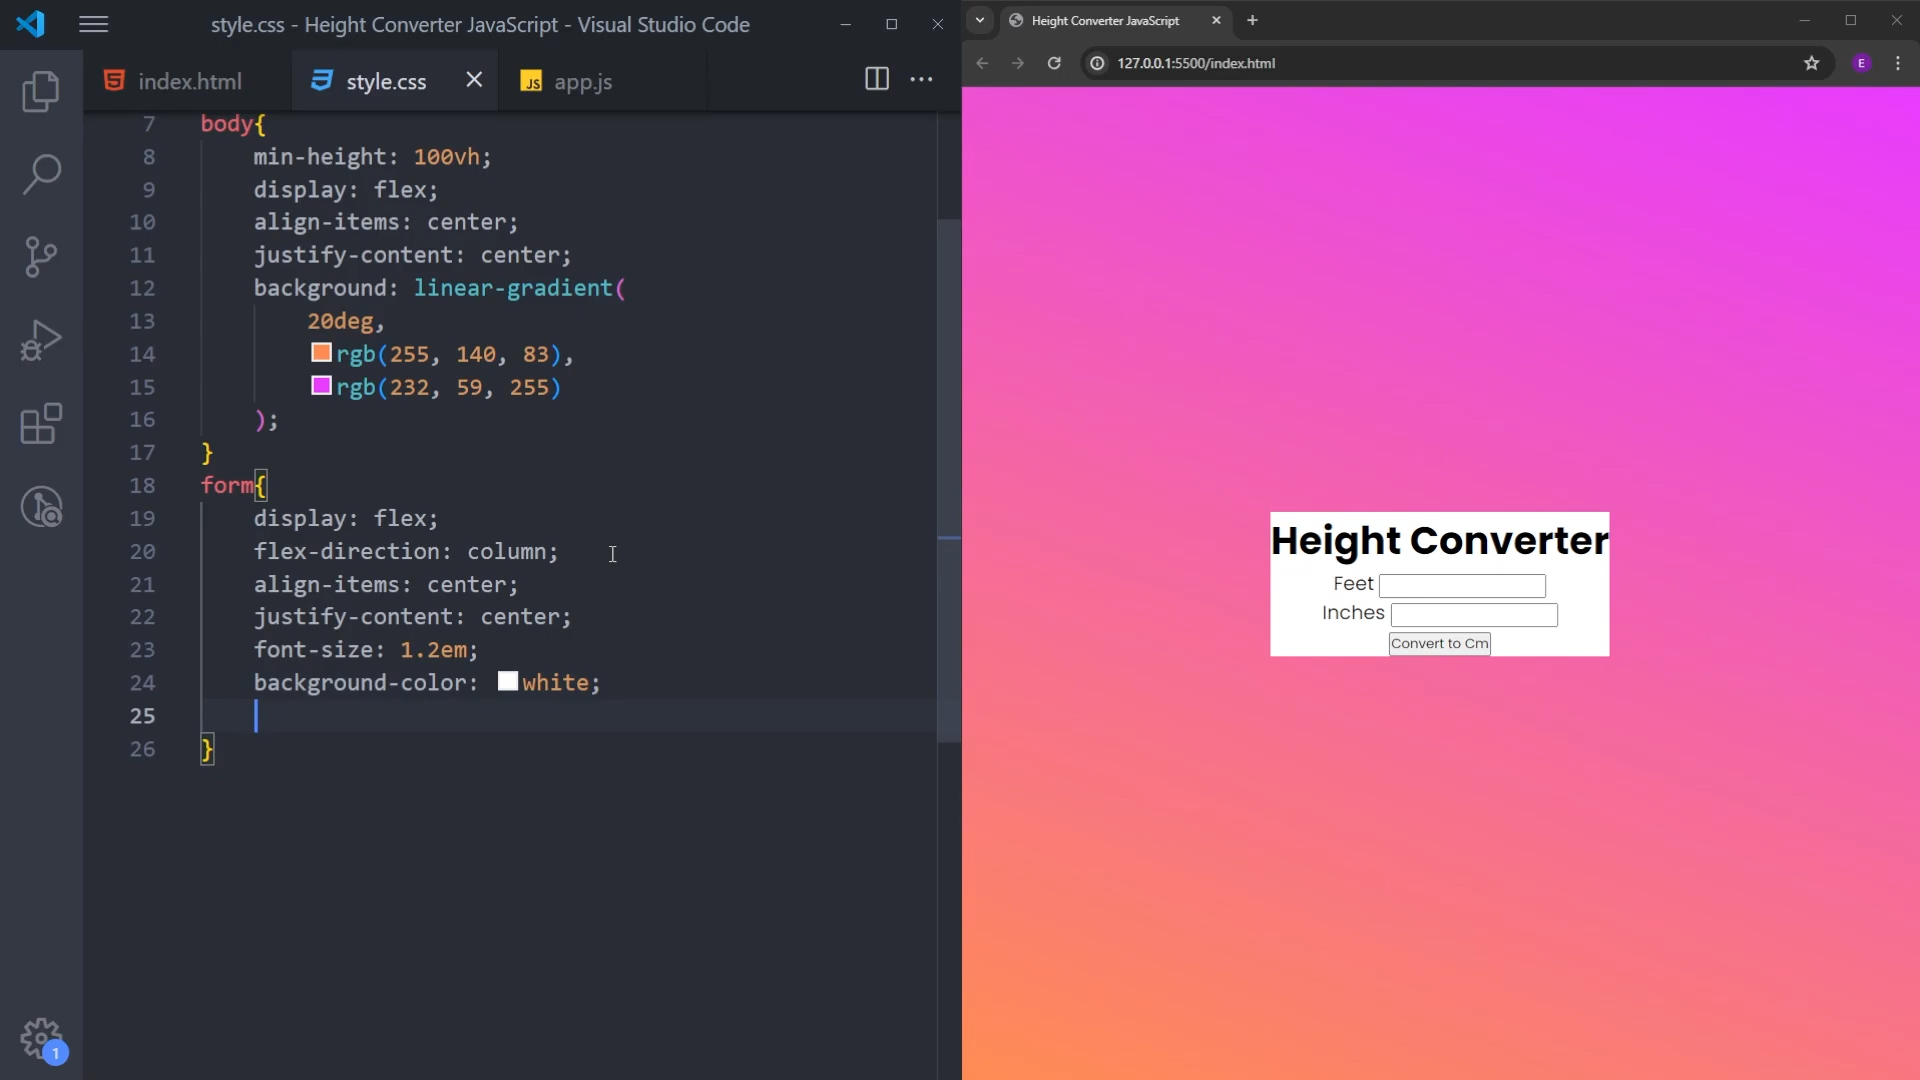 style.css - Height Converter JavaScript - Visual Studio Code
index.html
style.css
JS app.js
7 body{
8 min-height: 100vh;
9 display: flex;
10 align-items: center;
11 justify-content: center;
12 background: linear-gradient(
13 20deg,
14 rgb(255, 140, 83),
15 rgb(232, 59, 255)
16 );
17 }
18 form{
19 display: flex;
20 flex-direction: column;
21 align-items: center;
22 justify-content: center;
23 font-size: 1.2em;
24 background-color: white;
25
26 }
1
Height Converter JavaScript
127.0.0.1:5500/index.html
E
Height Converter
Feet
Inches
Convert to Cm